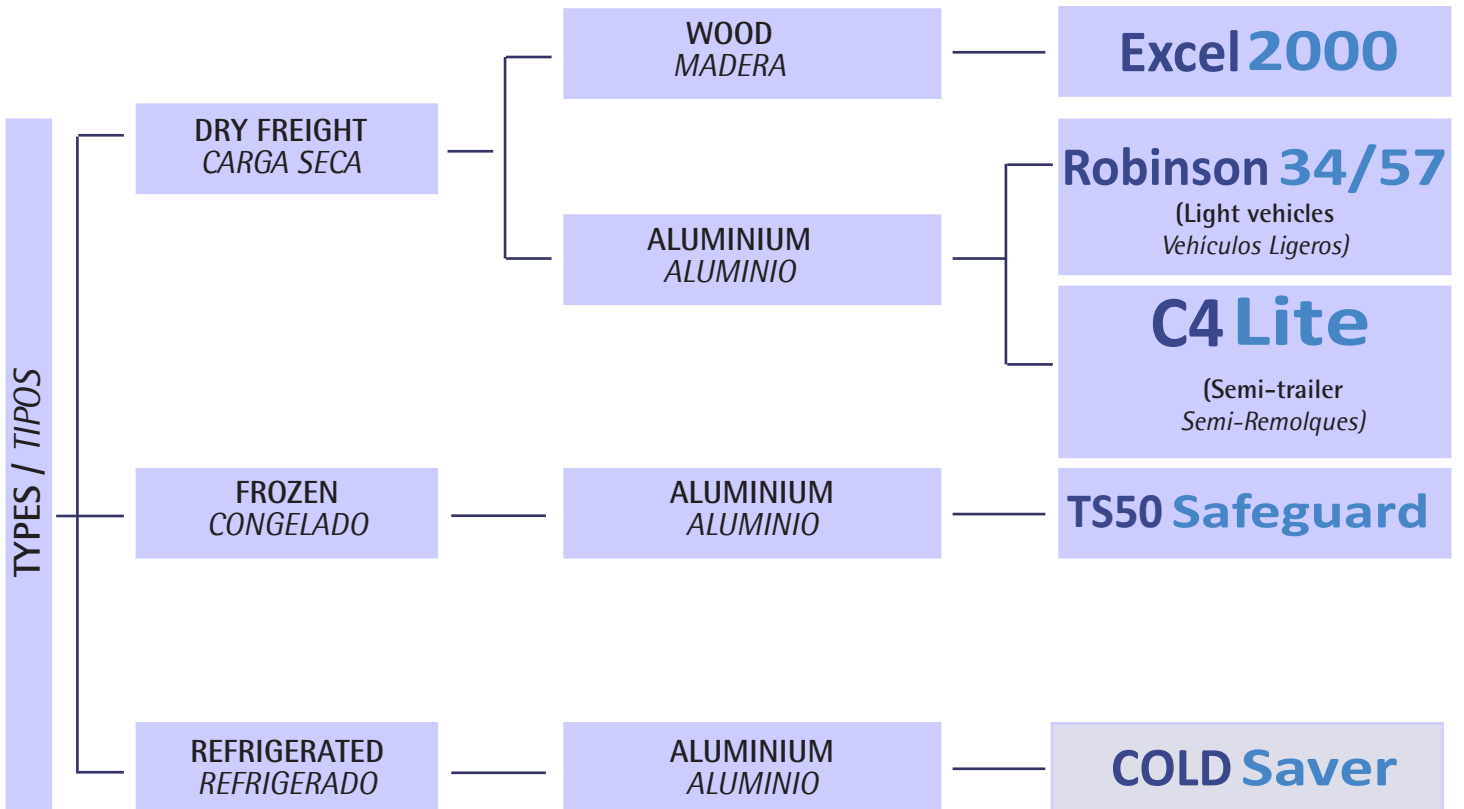 TYPES / TIPOS
DRY FREIGHT
CARGA SECA
WOOD
MADERA
Excel 2000
ALUMINIUM
ALUMINIO
Robinson 34/57
(Light vehicles
Vehículos Ligeros)
C4 Lite
(Semi-trailer
Semi-Remolques)
FROZEN
CONGELADO
ALUMINIUM
ALUMINIO
TS50 Safeguard
REFRIGERATED
REFRIGERADO
ALUMINIUM
ALUMINIO
COLD Saver